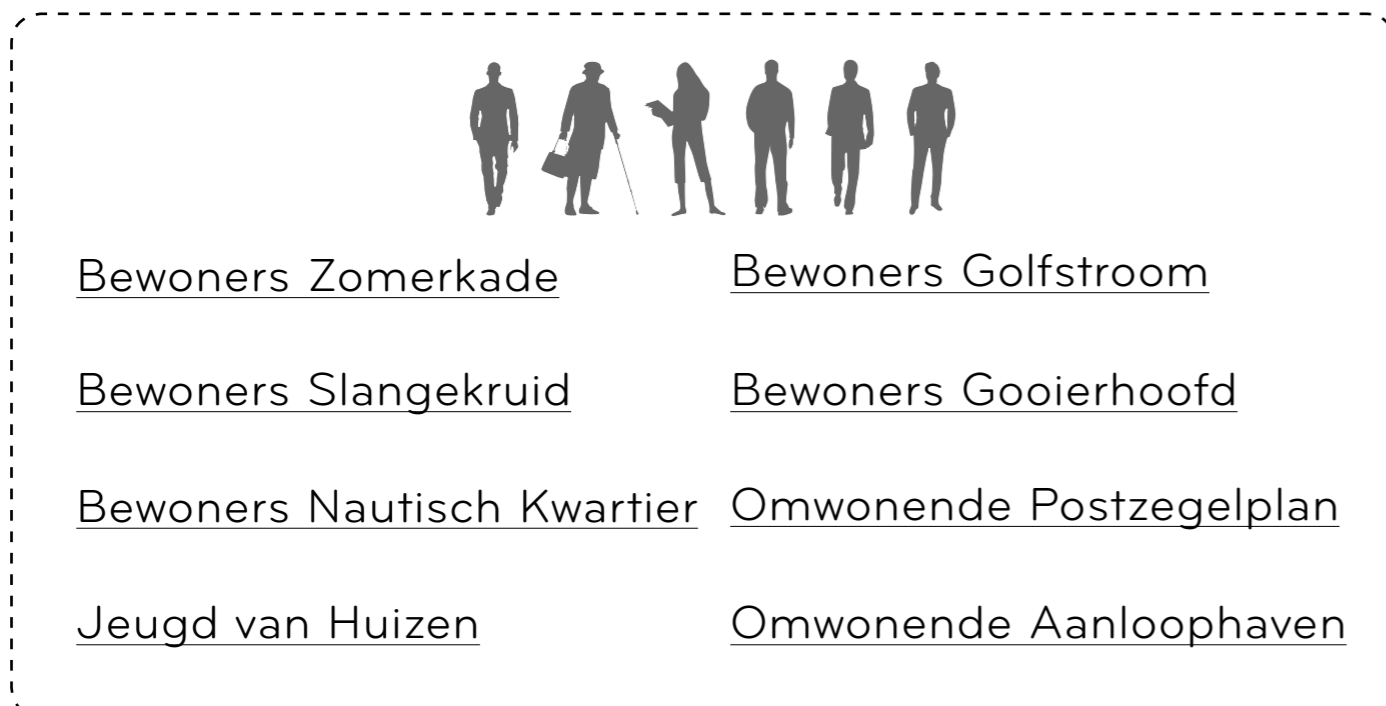 Bewoners Zomerkade
Bewoners Slangekruid
Bewoners Nautisch Kwartier
Jeugd van Huizen
Bewoners Golfstroom
Bewoners Gooierhoofd
Omwonende Postzegelplan
Omwonende Aanloophaven